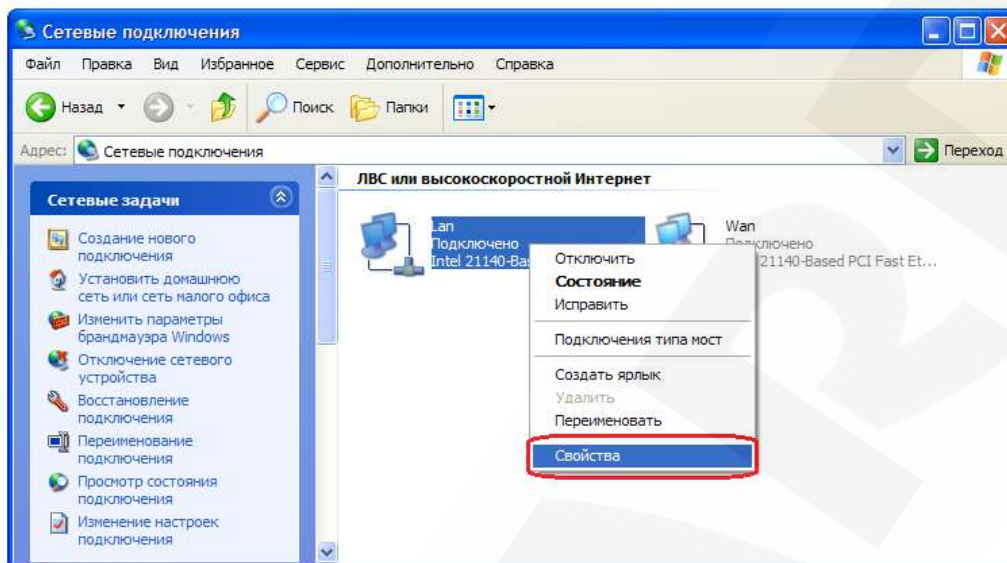 Сетевые подключения
Файл Правка Вид Избранное Сервис Дополнительно Справка
Назад Поиск Папки
Адрес: Сетевые подключения Переход
Сетевые задачи
Создание нового
подключения
Установить домашнюю
сеть или сеть малого офиса
Изменить параметры
брандмауэра Windows
Отключение сетевого
устройства
Восстановление
подключения
Переименование
подключения
Просмотр состояния
подключения
Изменение настроек
подключения
ЛВС или высокоскоростной Интернет
Lan
Подключено
Intel 21140-Ba
Wan
Подключено
21140-Based PCI Fast Et...
Отключить
Состояние
Исправить
Подключения типа мост
Создать ярлык
Удалить
Переименовать
Свойства